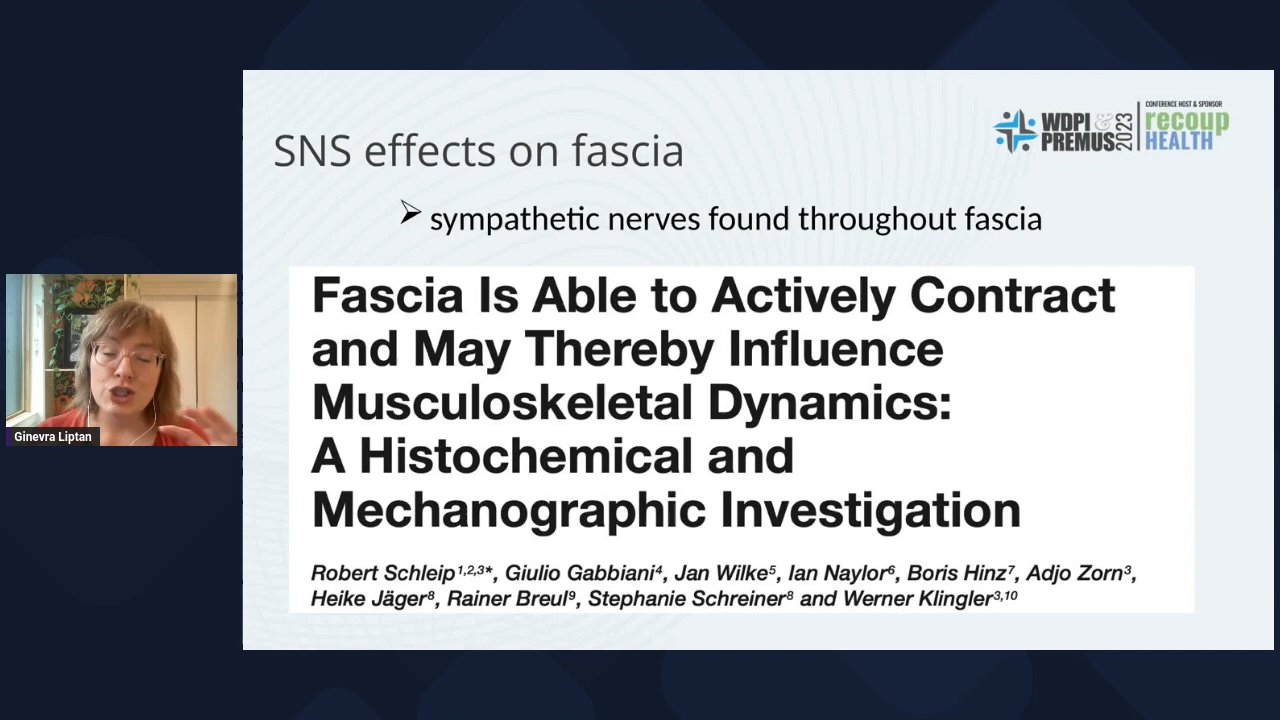 SNS effects on fascia
WDPI &
PREMUS 2023
CONFERENCE HOST & SPONSOR
recoup
HEALTH
➢ sympathetic nerves found throughout fascia
Fascia Is Able to Actively Contract
and May Thereby Influence
Musculoskeletal Dynamics:
A Histochemical and
Mechanographic Investigation
Robert Schleip¹,²,³*, Giulio Gabbiani⁴, Jan Wilke⁵, Ian Naylor⁶, Boris Hinz⁷, Adjo Zorn³,
Heike Jäger⁸, Rainer Breul⁹, Stephanie Schreiner⁸ and Werner Klingler³,¹⁰
Ginevra Liptan